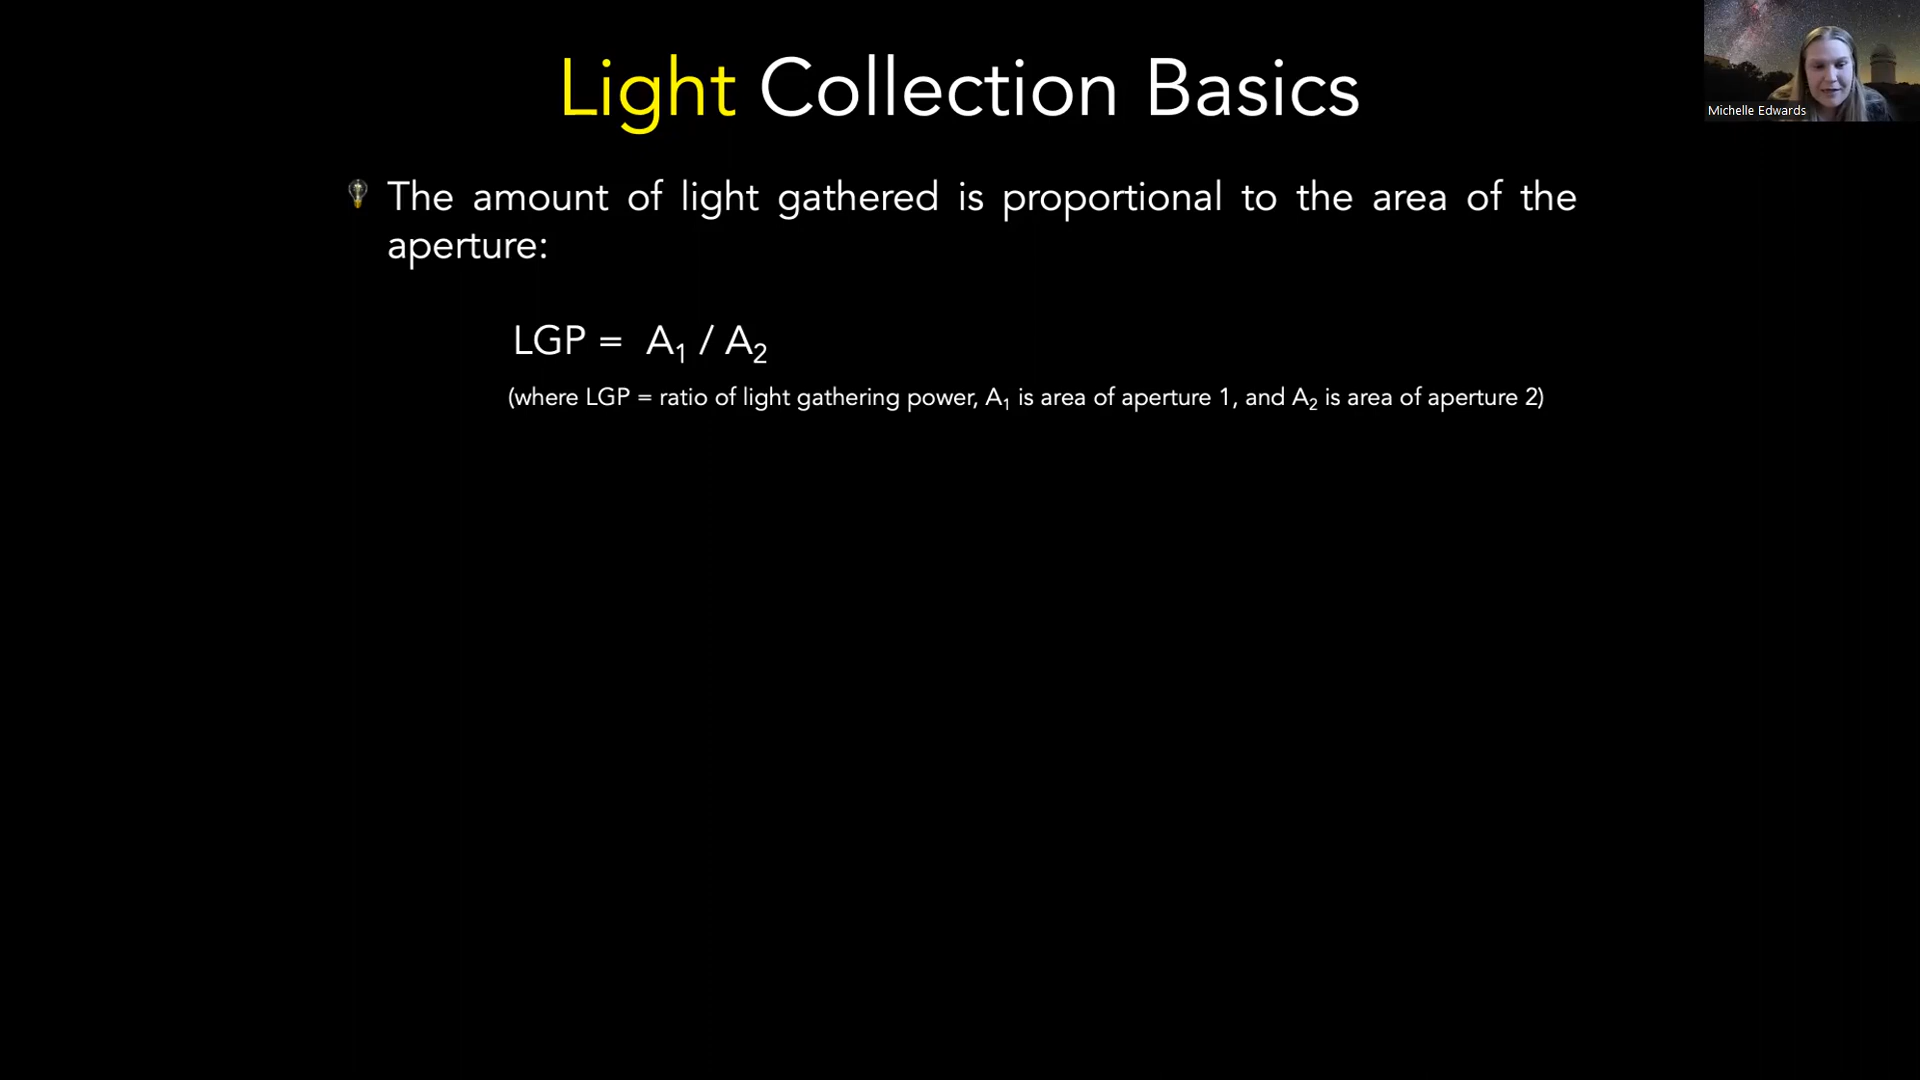 Light Collection Basics
Michelle Edwards
The amount of light gathered is proportional to the area of the
aperture:
LGP = A₁ / A₂
(where LGP = ratio of light gathering power, A₁ is area of aperture 1, and A₂ is area of aperture 2)